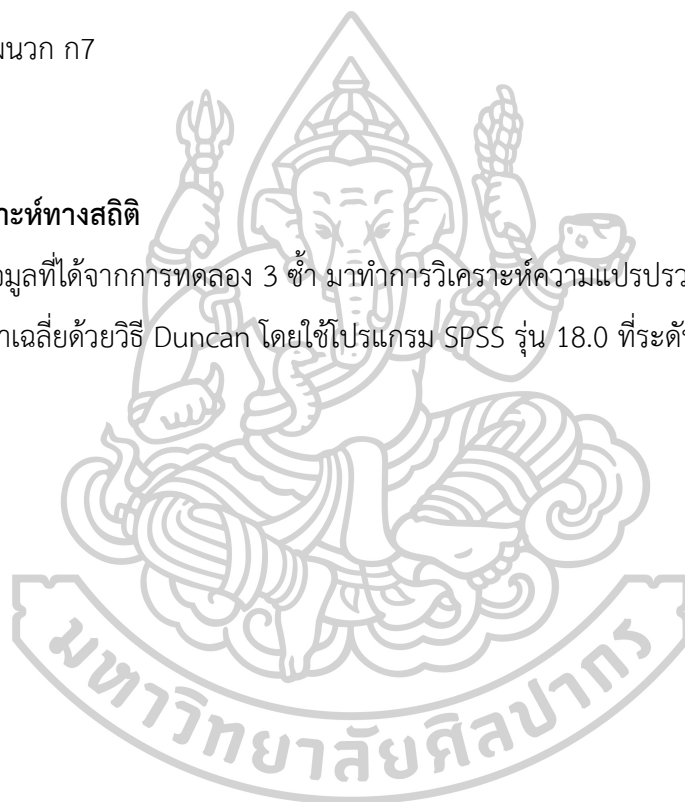 นวก ก7
าะห์ทางสถิติ
มูลที่ได้จากการทดลอง 3 ซ้ำ มาทำการวิเคราะห์ความแปรปรว
าเฉลี่ยด้วยวิธี Duncan โดยใช้โปรแกรม SPSS รุ่น 18.0 ที่ระดั
มหาวิทยาลัยศิลปากร